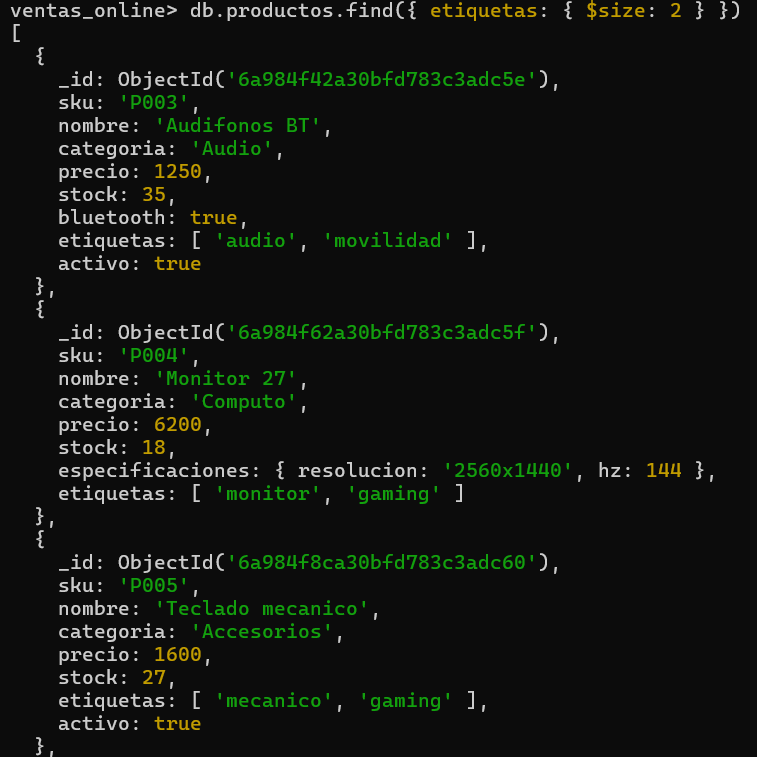 ventas_online> db.productos.find({ etiquetas: { $size: 2 } })
[
  {
    _id: ObjectId('6a984f42a30bfd783c3adc5e'),
    sku: 'P003',
    nombre: 'Audifonos BT',
    categoria: 'Audio',
    precio: 1250,
    stock: 35,
    bluetooth: true,
    etiquetas: [ 'audio', 'movilidad' ],
    activo: true
  },
  {
    _id: ObjectId('6a984f62a30bfd783c3adc5f'),
    sku: 'P004',
    nombre: 'Monitor 27',
    categoria: 'Computo',
    precio: 6200,
    stock: 18,
    especificaciones: { resolucion: '2560x1440', hz: 144 },
    etiquetas: [ 'monitor', 'gaming' ]
  },
  {
    _id: ObjectId('6a984f8ca30bfd783c3adc60'),
    sku: 'P005',
    nombre: 'Teclado mecanico',
    categoria: 'Accesorios',
    precio: 1600,
    stock: 27,
    etiquetas: [ 'mecanico', 'gaming' ],
    activo: true
  },